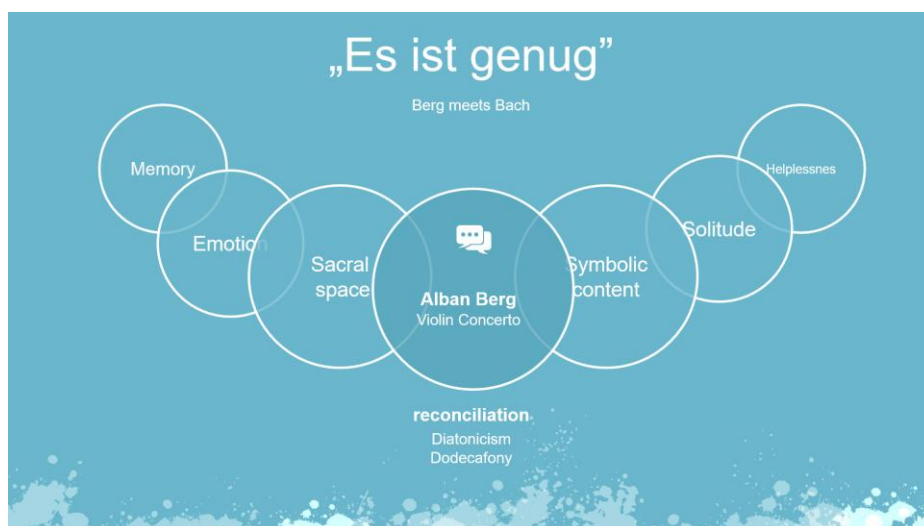 „Es ist genug”
Berg meets Bach
Memory
Emotion
Sacral
space
Alban Berg
Violin Concerto
Symbolic
content
Solitude
Helplessnes
reconciliation
Diatonicism
Dodecafony